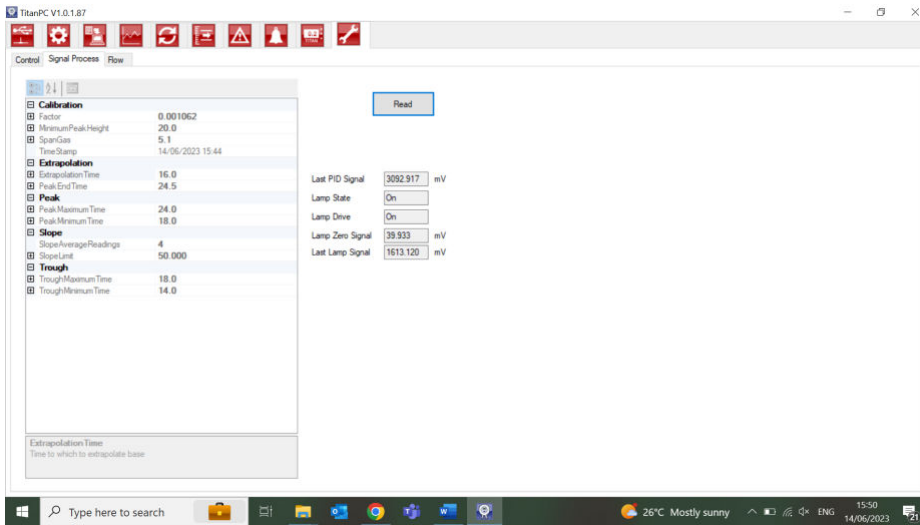 TitanPC V1.0.1.87
Control Signal Process Flow
Calibration
Factor 0.001062
MinimumPeakHeight 20.0
SpanGas 5.1
TimeStamp 14/06/2023 15:44
Extrapolation
ExtrapolationTime 16.0
PeakEndTime 24.5
Peak
PeakMaximumTime 24.0
PeakMinimumTime 18.0
Slope
SlopeAverageReadings 4
SlopeLimit 50.000
Trough
TroughMaximumTime 18.0
TroughMinimumTime 14.0
ExtrapolationTime
Time to which to extrapolate base
Read
Last PID Signal 3092.917 mV
Lamp State On
Lamp Drive On
Lamp Zero Signal 39.933 mV
Last Lamp Signal 1613.120 mV
Type here to search
26°C Mostly sunny
ENG
15:50
14/06/2023
21